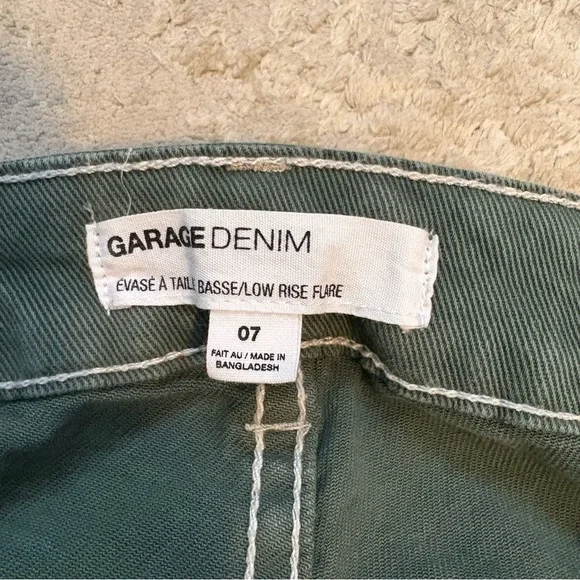 GARAGE DENIM
ÉVASÉ À TAILLE BASSE/LOW RISE FLARE
07
FAIT AU / MADE IN
BANGLADESH